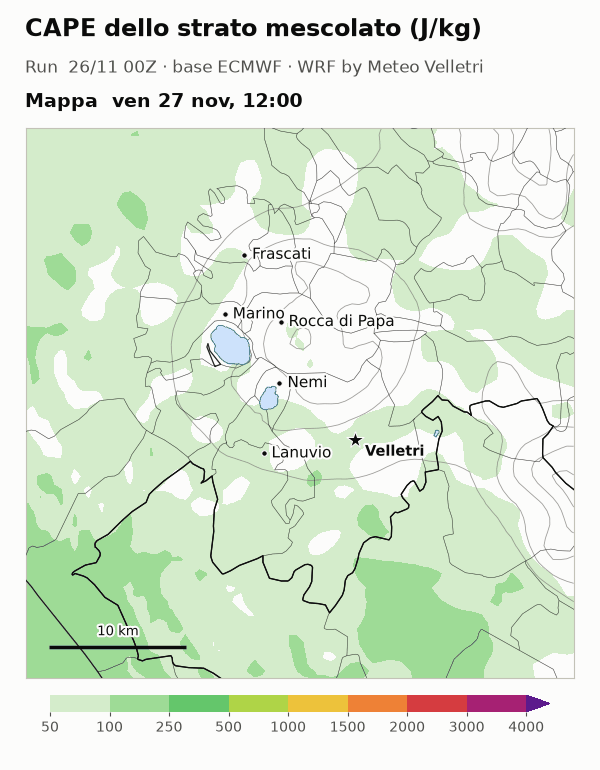 CAPE dello strato mescolato (J/kg)
Run  26/11 00Z · base ECMWF · WRF by Meteo Velletri
Mappa  ven 27 nov, 12:00
Frascati
Marino
Rocca di Papa
Nemi
Velletri
Lanuvio
10 km
50 100 250 500 1000 1500 2000 3000 4000